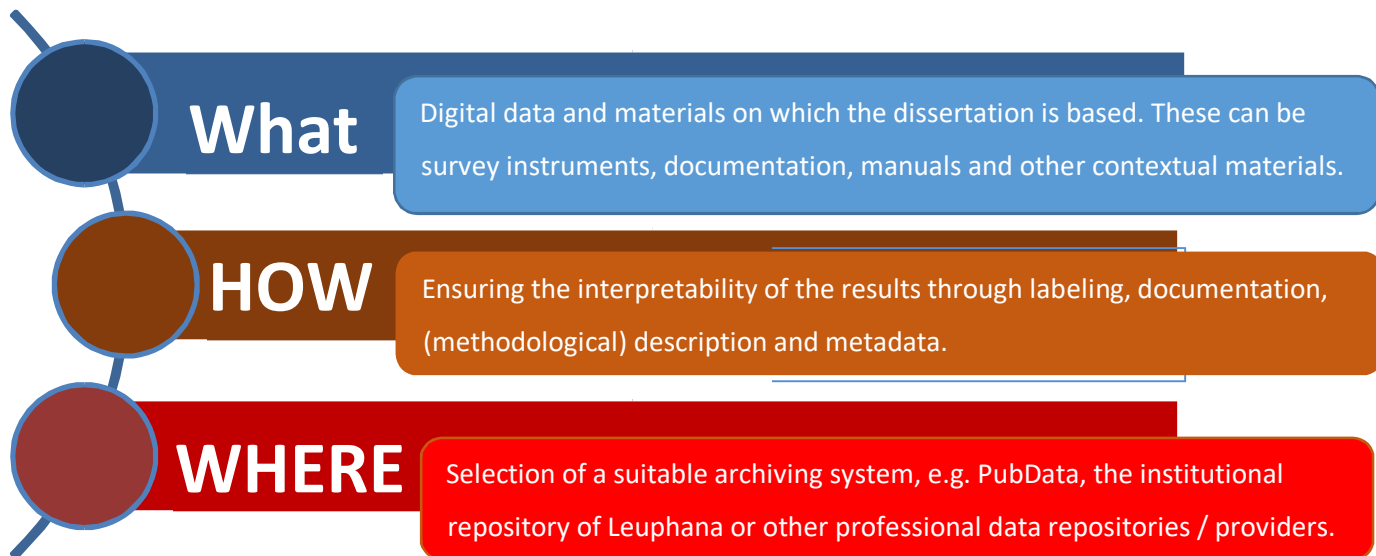 What
Digital data and materials on which the dissertation is based. These can be
survey instruments, documentation, manuals and other contextual materials.
HOW
Ensuring the interpretability of the results through labeling, documentation,
(methodological) description and metadata.
WHERE
Selection of a suitable archiving system, e.g. PubData, the institutional
repository of Leuphana or other professional data repositories / providers.